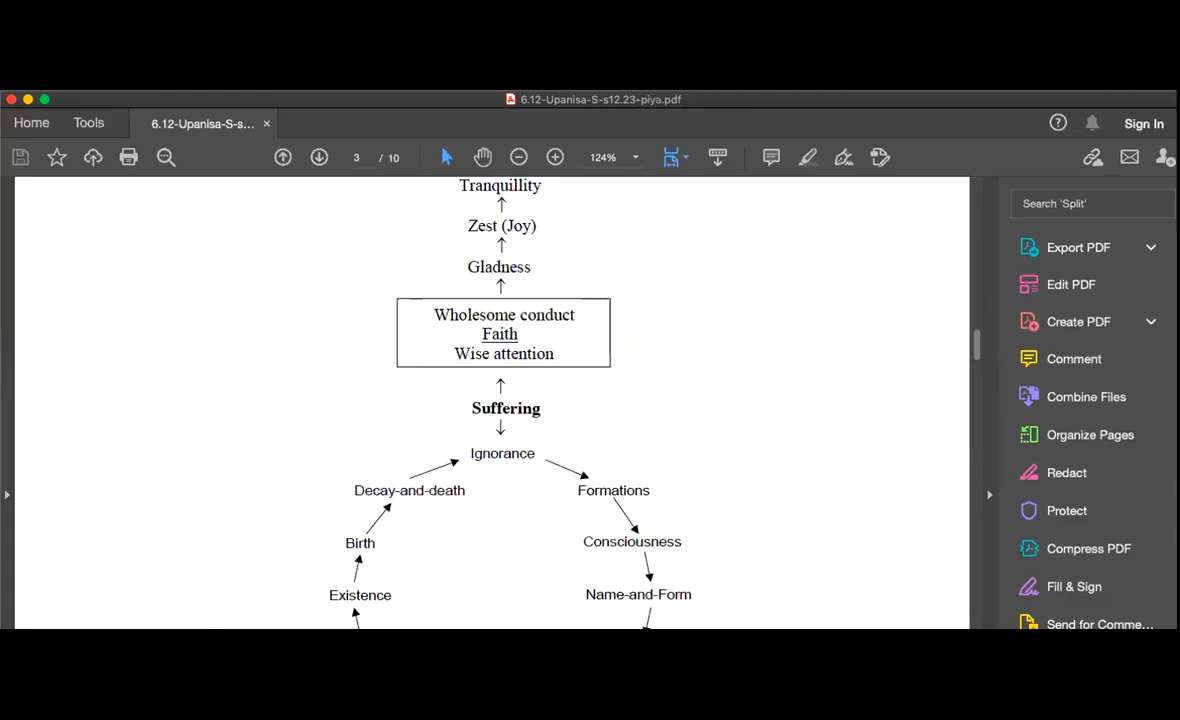 6.12-Upanisa-S-s12.23-piya.pdf
Home Tools 6.12-Upanisa-S-s... × Sign In
3 / 10 124%
Tranquillity
Zest (Joy)
Gladness
Wholesome conduct
Faith
Wise attention
Suffering
Ignorance
Decay-and-death Formations
Birth Consciousness
Existence Name-and-Form
Search 'Split'
Export PDF
Edit PDF
Create PDF
Comment
Combine Files
Organize Pages
Redact
Protect
Compress PDF
Fill & Sign
Send for Comme...